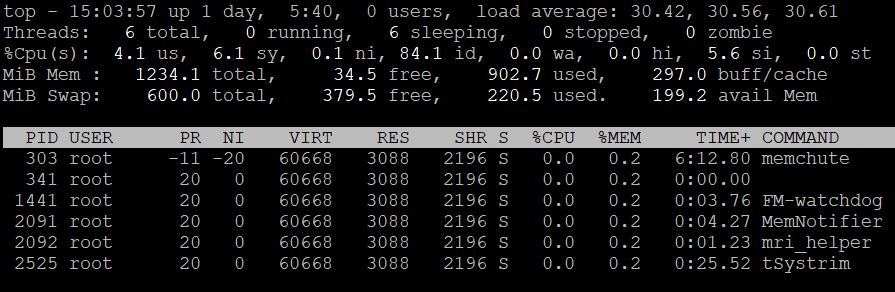 top - 15:03:57 up 1 day,  5:40,  0 users,  load average: 30.42, 30.56, 30.61
Threads:   6 total,   0 running,   6 sleeping,   0 stopped,   0 zombie
%Cpu(s):  4.1 us,  6.1 sy,  0.1 ni, 84.1 id,  0.0 wa,  0.0 hi,  5.6 si,  0.0 st
MiB Mem :   1234.1 total,     34.5 free,    902.7 used,    297.0 buff/cache
MiB Swap:    600.0 total,    379.5 free,    220.5 used.    199.2 avail Mem
PID USER      PR  NI    VIRT    RES    SHR S  %CPU  %MEM     TIME+ COMMAND
303 root     -11 -20   60668   3088   2196 S   0.0   0.2   6:12.80 memchute
341 root      20   0   60668   3088   2196 S   0.0   0.2   0:00.00
1441 root      20   0   60668   3088   2196 S   0.0   0.2   0:03.76 FM-watchdog
2091 root      20   0   60668   3088   2196 S   0.0   0.2   0:04.27 MemNotifier
2092 root      20   0   60668   3088   2196 S   0.0   0.2   0:01.23 mri_helper
2525 root      20   0   60668   3088   2196 S   0.0   0.2   0:25.52 tSystrim